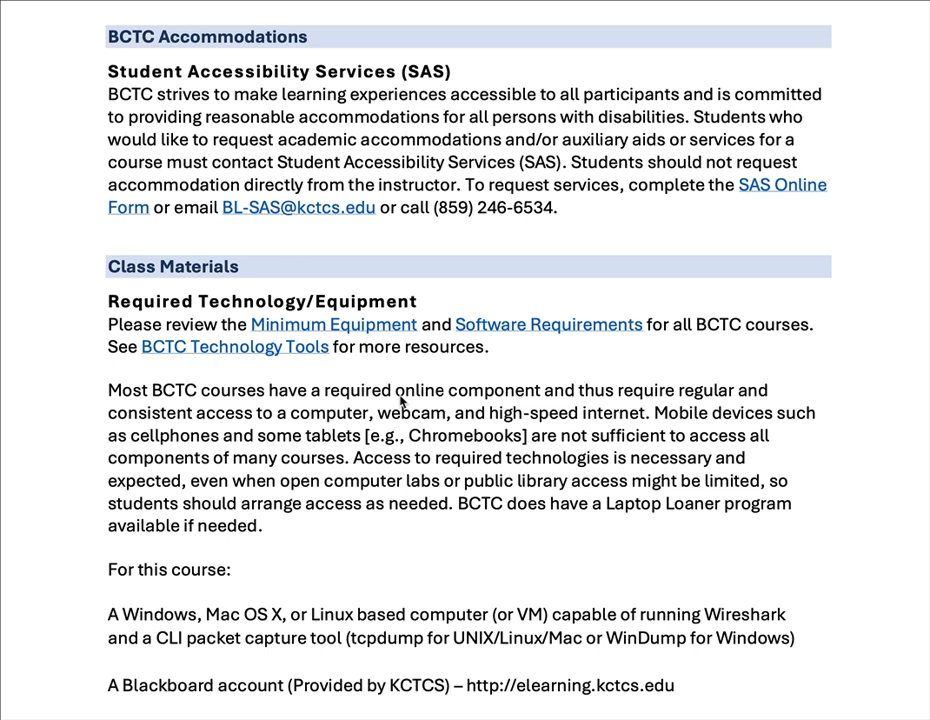 BCTC Accommodations
Student Accessibility Services (SAS)
BCTC strives to make learning experiences accessible to all participants and is committed
to providing reasonable accommodations for all persons with disabilities. Students who
would like to request academic accommodations and/or auxiliary aids or services for a
course must contact Student Accessibility Services (SAS). Students should not request
accommodation directly from the instructor. To request services, complete the SAS Online
Form or email BL-SAS@kctcs.edu or call (859) 246-6534.
Class Materials
Required Technology/Equipment
Please review the Minimum Equipment and Software Requirements for all BCTC courses.
See BCTC Technology Tools for more resources.
Most BCTC courses have a required online component and thus require regular and
consistent access to a computer, webcam, and high-speed internet. Mobile devices such
as cellphones and some tablets [e.g., Chromebooks] are not sufficient to access all
components of many courses. Access to required technologies is necessary and
expected, even when open computer labs or public library access might be limited, so
students should arrange access as needed. BCTC does have a Laptop Loaner program
available if needed.
For this course:
A Windows, Mac OS X, or Linux based computer (or VM) capable of running Wireshark
and a CLI packet capture tool (tcpdump for UNIX/Linux/Mac or WinDump for Windows)
A Blackboard account (Provided by KCTCS) – http://elearning.kctcs.edu